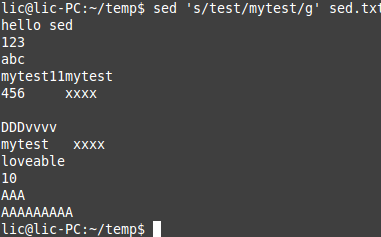 lic@lic-PC:~/temp$ sed 's/test/mytest/g' sed.txt
hello sed
123
abc
mytest11mytest
456     xxxx

DDDvvvv
mytest   xxxx
loveable
10
AAA
AAAAAAAAA
lic@lic-PC:~/temp$